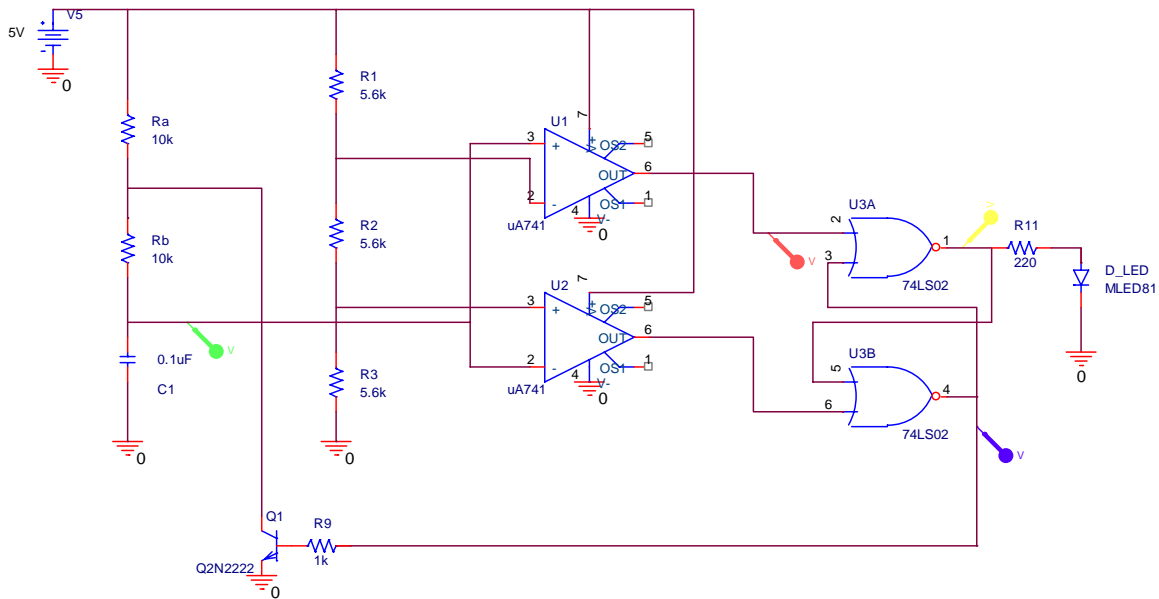 V5
5V
0
Ra
10k
Rb
10k
0.1uF
C1
0
R1
5.6k
R2
5.6k
R3
5.6k
0
U1
3
+
2
-
7
V+
OS2
5
OUT
6
OS1
1
4
V-
0
uA741
U2
3
+
2
-
7
V+
OS2
5
OUT
6
OS1
1
4
V-
0
uA741
V
V
U3A
2
3
1
74LS02
V
R11
220
D_LED
MLED81
0
U3B
5
6
4
74LS02
V
Q1
Q2N2222
0
R9
1k